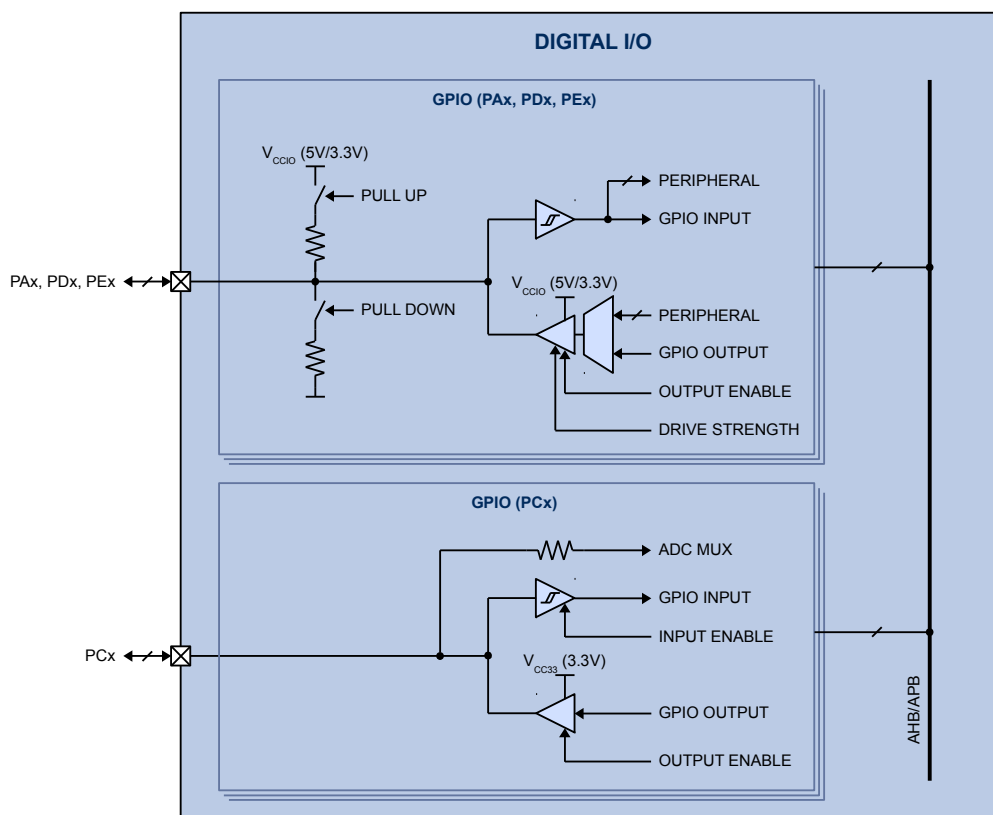 DIGITAL I/O
GPIO (PAx, PDx, PEx)
VCCIO (5V/3.3V)
PULL UP
PERIPHERAL
GPIO INPUT
PAx, PDx, PEx
PULL DOWN
VCCIO (5V/3.3V)
PERIPHERAL
GPIO OUTPUT
OUTPUT ENABLE
DRIVE STRENGTH
GPIO (PCx)
ADC MUX
GPIO INPUT
INPUT ENABLE
PCx
VCC33 (3.3V)
GPIO OUTPUT
OUTPUT ENABLE
AHB/APB